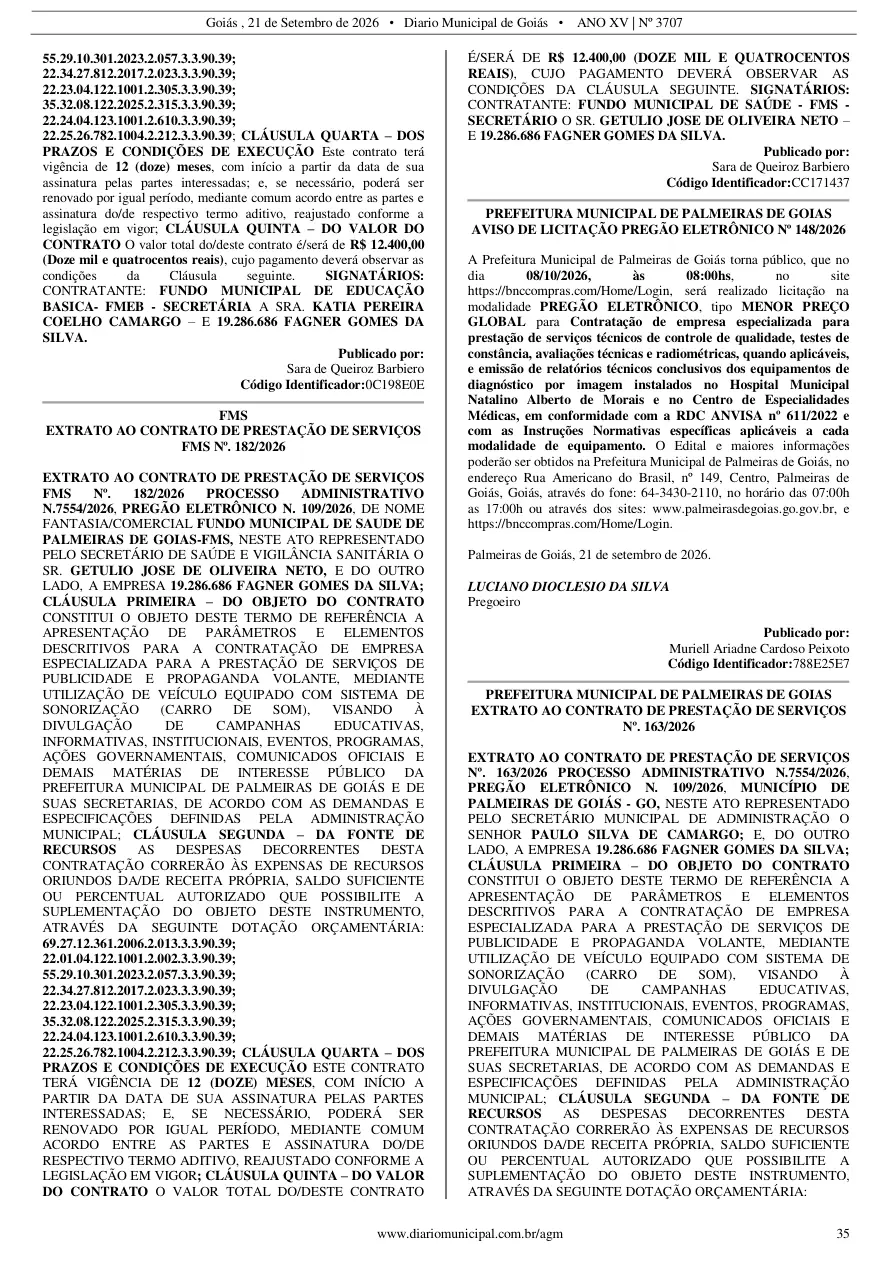 Goiás , 21 de Setembro de 2026 • Diario Municipal de Goiás • ANO XV | Nº 3707
55.29.10.301.2023.2.057.3.3.90.39;
22.34.27.812.2017.2.023.3.3.90.39;
22.23.04.122.1001.2.305.3.3.90.39;
35.32.08.122.2025.2.315.3.3.90.39;
22.24.04.123.1001.2.610.3.3.90.39;
22.25.26.782.1004.2.212.3.3.90.39; CLÁUSULA QUARTA – DOS
PRAZOS E CONDIÇÕES DE EXECUÇÃO Este contrato terá
vigência de 12 (doze) meses, com início a partir da data de sua
assinatura pelas partes interessadas; e, se necessário, poderá ser
renovado por igual período, mediante comum acordo entre as partes e
assinatura do/de respectivo termo aditivo, reajustado conforme a
legislação em vigor; CLÁUSULA QUINTA – DO VALOR DO
CONTRATO O valor total do/deste contrato é/será de R$ 12.400,00
(Doze mil e quatrocentos reais), cujo pagamento deverá observar as
condições da Cláusula seguinte. SIGNATÁRIOS:
CONTRATANTE: FUNDO MUNICIPAL DE EDUCAÇÃO
BASICA- FMEB - SECRETÁRIA A SRA. KATIA PEREIRA
COELHO CAMARGO – E 19.286.686 FAGNER GOMES DA
SILVA.
Publicado por:
Sara de Queiroz Barbiero
Código Identificador:0C198E0E
FMS
EXTRATO AO CONTRATO DE PRESTAÇÃO DE SERVIÇOS
FMS Nº. 182/2026
EXTRATO AO CONTRATO DE PRESTAÇÃO DE SERVIÇOS
FMS Nº. 182/2026 PROCESSO ADMINISTRATIVO
N.7554/2026, PREGÃO ELETRÔNICO N. 109/2026, DE NOME
FANTASIA/COMERCIAL FUNDO MUNICIPAL DE SAUDE DE
PALMEIRAS DE GOIAS-FMS, NESTE ATO REPRESENTADO
PELO SECRETÁRIO DE SAÚDE E VIGILÂNCIA SANITÁRIA O
SR. GETULIO JOSE DE OLIVEIRA NETO, E DO OUTRO
LADO, A EMPRESA 19.286.686 FAGNER GOMES DA SILVA;
CLÁUSULA PRIMEIRA – DO OBJETO DO CONTRATO
CONSTITUI O OBJETO DESTE TERMO DE REFERÊNCIA A
APRESENTAÇÃO DE PARÂMETROS E ELEMENTOS
DESCRITIVOS PARA A CONTRATAÇÃO DE EMPRESA
ESPECIALIZADA PARA A PRESTAÇÃO DE SERVIÇOS DE
PUBLICIDADE E PROPAGANDA VOLANTE, MEDIANTE
UTILIZAÇÃO DE VEÍCULO EQUIPADO COM SISTEMA DE
SONORIZAÇÃO (CARRO DE SOM), VISANDO À
DIVULGAÇÃO DE CAMPANHAS EDUCATIVAS,
INFORMATIVAS, INSTITUCIONAIS, EVENTOS, PROGRAMAS,
AÇÕES GOVERNAMENTAIS, COMUNICADOS OFICIAIS E
DEMAIS MATÉRIAS DE INTERESSE PÚBLICO DA
PREFEITURA MUNICIPAL DE PALMEIRAS DE GOIÁS E DE
SUAS SECRETARIAS, DE ACORDO COM AS DEMANDAS E
ESPECIFICAÇÕES DEFINIDAS PELA ADMINISTRAÇÃO
MUNICIPAL; CLÁUSULA SEGUNDA – DA FONTE DE
RECURSOS AS DESPESAS DECORRENTES DESTA
CONTRATAÇÃO CORRERÃO ÀS EXPENSAS DE RECURSOS
ORIUNDOS DA/DE RECEITA PRÓPRIA, SALDO SUFICIENTE
OU PERCENTUAL AUTORIZADO QUE POSSIBILITE A
SUPLEMENTAÇÃO DO OBJETO DESTE INSTRUMENTO,
ATRAVÉS DA SEGUINTE DOTAÇÃO ORÇAMENTÁRIA:
69.27.12.361.2006.2.013.3.3.90.39;
22.01.04.122.1001.2.002.3.3.90.39;
55.29.10.301.2023.2.057.3.3.90.39;
22.34.27.812.2017.2.023.3.3.90.39;
22.23.04.122.1001.2.305.3.3.90.39;
35.32.08.122.2025.2.315.3.3.90.39;
22.24.04.123.1001.2.610.3.3.90.39;
22.25.26.782.1004.2.212.3.3.90.39; CLÁUSULA QUARTA – DOS
PRAZOS E CONDIÇÕES DE EXECUÇÃO ESTE CONTRATO
TERÁ VIGÊNCIA DE 12 (DOZE) MESES, COM INÍCIO A
PARTIR DA DATA DE SUA ASSINATURA PELAS PARTES
INTERESSADAS; E, SE NECESSÁRIO, PODERÁ SER
RENOVADO POR IGUAL PERÍODO, MEDIANTE COMUM
ACORDO ENTRE AS PARTES E ASSINATURA DO/DE
RESPECTIVO TERMO ADITIVO, REAJUSTADO CONFORME A
LEGISLAÇÃO EM VIGOR; CLÁUSULA QUINTA – DO VALOR
DO CONTRATO O VALOR TOTAL DO/DESTE CONTRATO
É/SERÁ DE R$ 12.400,00 (DOZE MIL E QUATROCENTOS
REAIS), CUJO PAGAMENTO DEVERÁ OBSERVAR AS
CONDIÇÕES DA CLÁUSULA SEGUINTE. SIGNATÁRIOS:
CONTRATANTE: FUNDO MUNICIPAL DE SAÚDE - FMS -
SECRETÁRIO O SR. GETULIO JOSE DE OLIVEIRA NETO –
E 19.286.686 FAGNER GOMES DA SILVA.
Publicado por:
Sara de Queiroz Barbiero
Código Identificador:CC171437
PREFEITURA MUNICIPAL DE PALMEIRAS DE GOIAS
AVISO DE LICITAÇÃO PREGÃO ELETRÔNICO Nº 148/2026
A Prefeitura Municipal de Palmeiras de Goiás torna público, que no
dia 08/10/2026, às 08:00hs, no site
https://bnccompras.com/Home/Login, será realizado licitação na
modalidade PREGÃO ELETRÔNICO, tipo MENOR PREÇO
GLOBAL para Contratação de empresa especializada para
prestação de serviços técnicos de controle de qualidade, testes de
constância, avaliações técnicas e radiométricas, quando aplicáveis,
e emissão de relatórios técnicos conclusivos dos equipamentos de
diagnóstico por imagem instalados no Hospital Municipal
Natalino Alberto de Morais e no Centro de Especialidades
Médicas, em conformidade com a RDC ANVISA nº 611/2022 e
com as Instruções Normativas específicas aplicáveis a cada
modalidade de equipamento. O Edital e maiores informações
poderão ser obtidos na Prefeitura Municipal de Palmeiras de Goiás, no
endereço Rua Americano do Brasil, nº 149, Centro, Palmeiras de
Goiás, Goiás, através do fone: 64-3430-2110, no horário das 07:00h
as 17:00h ou através dos sites: www.palmeirasdegoias.go.gov.br, e
https://bnccompras.com/Home/Login.
Palmeiras de Goiás, 21 de setembro de 2026.
LUCIANO DIOCLESIO DA SILVA
Pregoeiro
Publicado por:
Muriell Ariadne Cardoso Peixoto
Código Identificador:788E25E7
PREFEITURA MUNICIPAL DE PALMEIRAS DE GOIAS
EXTRATO AO CONTRATO DE PRESTAÇÃO DE SERVIÇOS
Nº. 163/2026
EXTRATO AO CONTRATO DE PRESTAÇÃO DE SERVIÇOS
Nº. 163/2026 PROCESSO ADMINISTRATIVO N.7554/2026,
PREGÃO ELETRÔNICO N. 109/2026, MUNICÍPIO DE
PALMEIRAS DE GOIÁS - GO, NESTE ATO REPRESENTADO
PELO SECRETÁRIO MUNICIPAL DE ADMINISTRAÇÃO O
SENHOR PAULO SILVA DE CAMARGO; E, DO OUTRO
LADO, A EMPRESA 19.286.686 FAGNER GOMES DA SILVA;
CLÁUSULA PRIMEIRA – DO OBJETO DO CONTRATO
CONSTITUI O OBJETO DESTE TERMO DE REFERÊNCIA A
APRESENTAÇÃO DE PARÂMETROS E ELEMENTOS
DESCRITIVOS PARA A CONTRATAÇÃO DE EMPRESA
ESPECIALIZADA PARA A PRESTAÇÃO DE SERVIÇOS DE
PUBLICIDADE E PROPAGANDA VOLANTE, MEDIANTE
UTILIZAÇÃO DE VEÍCULO EQUIPADO COM SISTEMA DE
SONORIZAÇÃO (CARRO DE SOM), VISANDO À
DIVULGAÇÃO DE CAMPANHAS EDUCATIVAS,
INFORMATIVAS, INSTITUCIONAIS, EVENTOS, PROGRAMAS,
AÇÕES GOVERNAMENTAIS, COMUNICADOS OFICIAIS E
DEMAIS MATÉRIAS DE INTERESSE PÚBLICO DA
PREFEITURA MUNICIPAL DE PALMEIRAS DE GOIÁS E DE
SUAS SECRETARIAS, DE ACORDO COM AS DEMANDAS E
ESPECIFICAÇÕES DEFINIDAS PELA ADMINISTRAÇÃO
MUNICIPAL; CLÁUSULA SEGUNDA – DA FONTE DE
RECURSOS AS DESPESAS DECORRENTES DESTA
CONTRATAÇÃO CORRERÃO ÀS EXPENSAS DE RECURSOS
ORIUNDOS DA/DE RECEITA PRÓPRIA, SALDO SUFICIENTE
OU PERCENTUAL AUTORIZADO QUE POSSIBILITE A
SUPLEMENTAÇÃO DO OBJETO DESTE INSTRUMENTO,
ATRAVÉS DA SEGUINTE DOTAÇÃO ORÇAMENTÁRIA:
www.diariomunicipal.com.br/agm 35